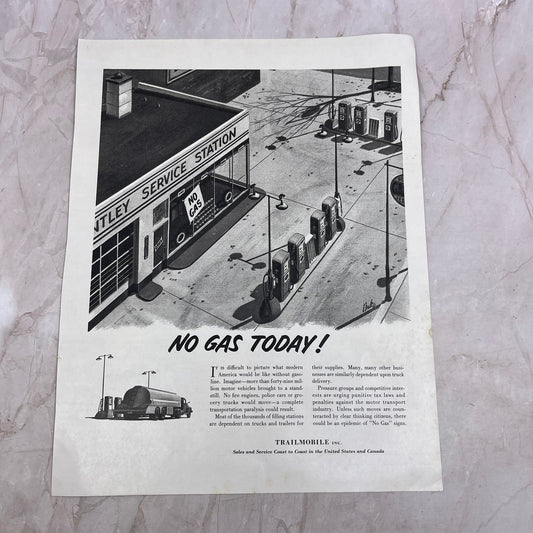 NTLEY SERVICE STATION
NO
GAS
NO GAS TODAY!
It's difficult to picture what modern
America would be like without gaso-
line. Imagine—more than forty-nine mil-
lion motor vehicles brought to a stand-
still. No fire engines, police cars or gro-
cery trucks would move—a complete
transportation paralysis could result.
Most of the thousands of filling stations
are dependent on trucks and trailers for
their supplies. Many, many other busi-
nesses are similarly dependent upon truck
delivery.
Pressure groups and competitive inter-
ests are urging punitive tax laws and
penalties against the motor transport
industry. Unless such moves are coun-
teracted by clear thinking citizens, there
could be an epidemic of "No Gas" signs.
TRAILMOBILE INC.
Sales and Service Coast to Coast in the United States and Canada